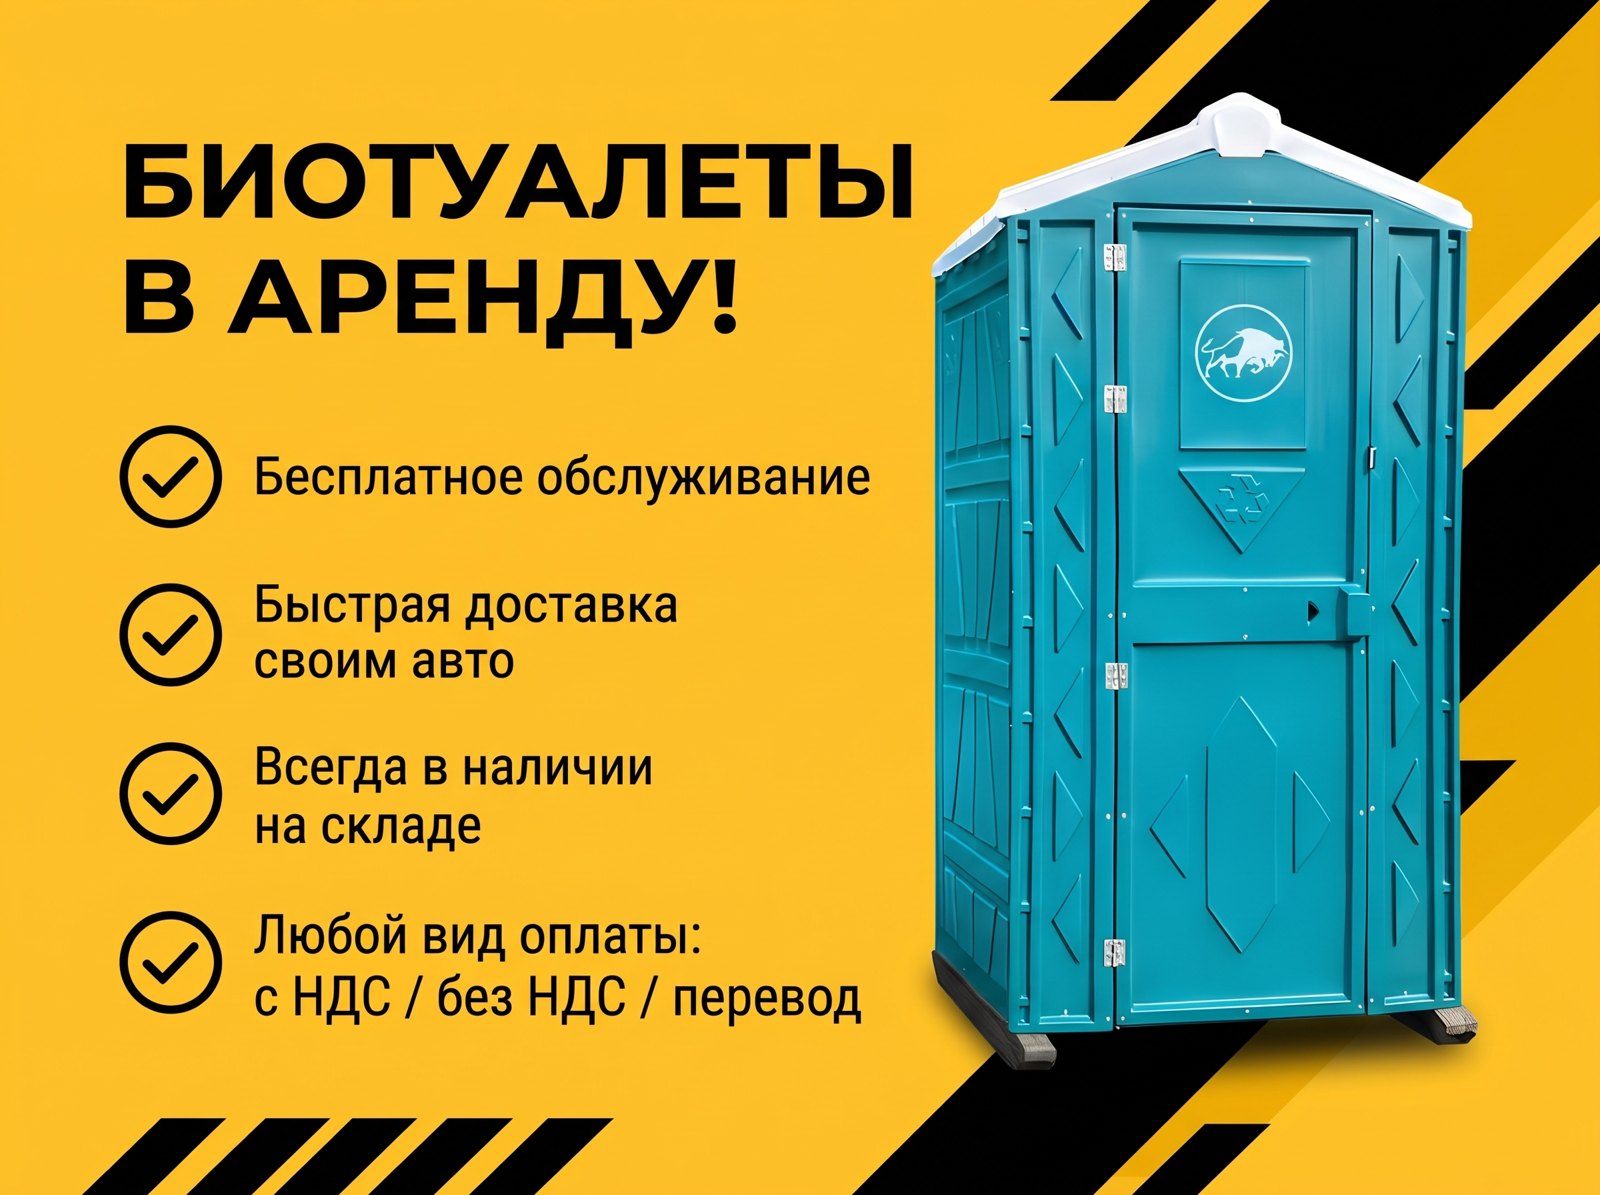 БИОТУАЛЕТЫ
В АРЕНДУ!
Бесплатное обслуживание
Быстрая доставка
своим авто
Всегда в наличии
на складе
Любой вид оплаты:
с НДС / без НДС / перевод